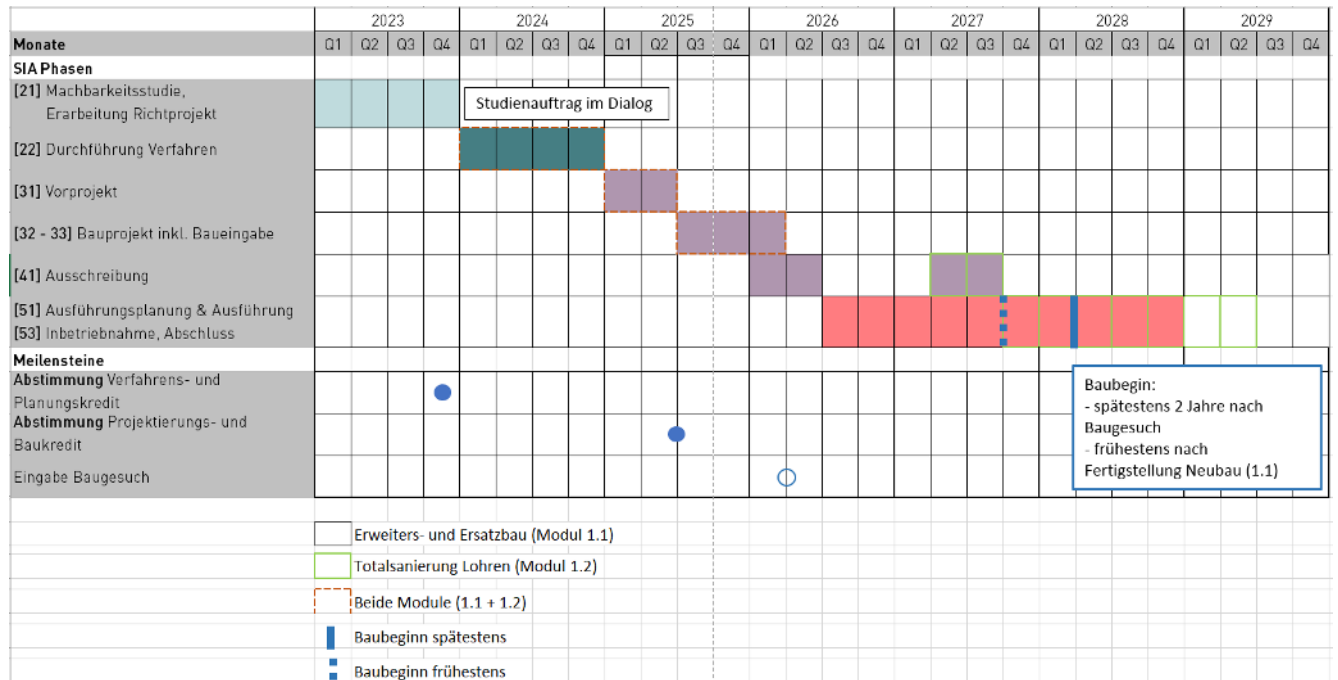 2023 2024 2025 2026 2027 2028 2029
Monate Q1 Q2 Q3 Q4 Q1 Q2 Q3 Q4 Q1 Q2 Q3 Q4 Q1 Q2 Q3 Q4 Q1 Q2 Q3 Q4 Q1 Q2 Q3 Q4 Q1 Q2 Q3 Q4
SIA Phasen
[21] Machbarkeitsstudie,
Erarbeitung Richtprojekt
Studienauftrag im Dialog
[22] Durchführung Verfahren
[31] Vorprojekt
[32 - 33] Bauprojekt inkl. Baueingabe
[41] Ausschreibung
[51] Ausführungsplanung & Ausführung
[53] Inbetriebnahme, Abschluss
Meilensteine
Abstimmung Verfahrens- und
Planungskredit
Abstimmung Projektierungs- und
Baukredit
Eingabe Baugesuch
Baubegin:
- spätestens 2 Jahre nach
Baugesuch
- frühestens nach
Fertigstellung Neubau (1.1)
Erweiters- und Ersatzbau (Modul 1.1)
Totalsanierung Lohren (Modul 1.2)
Beide Module (1.1 + 1.2)
Baubeginn spätestens
Baubeginn frühestens